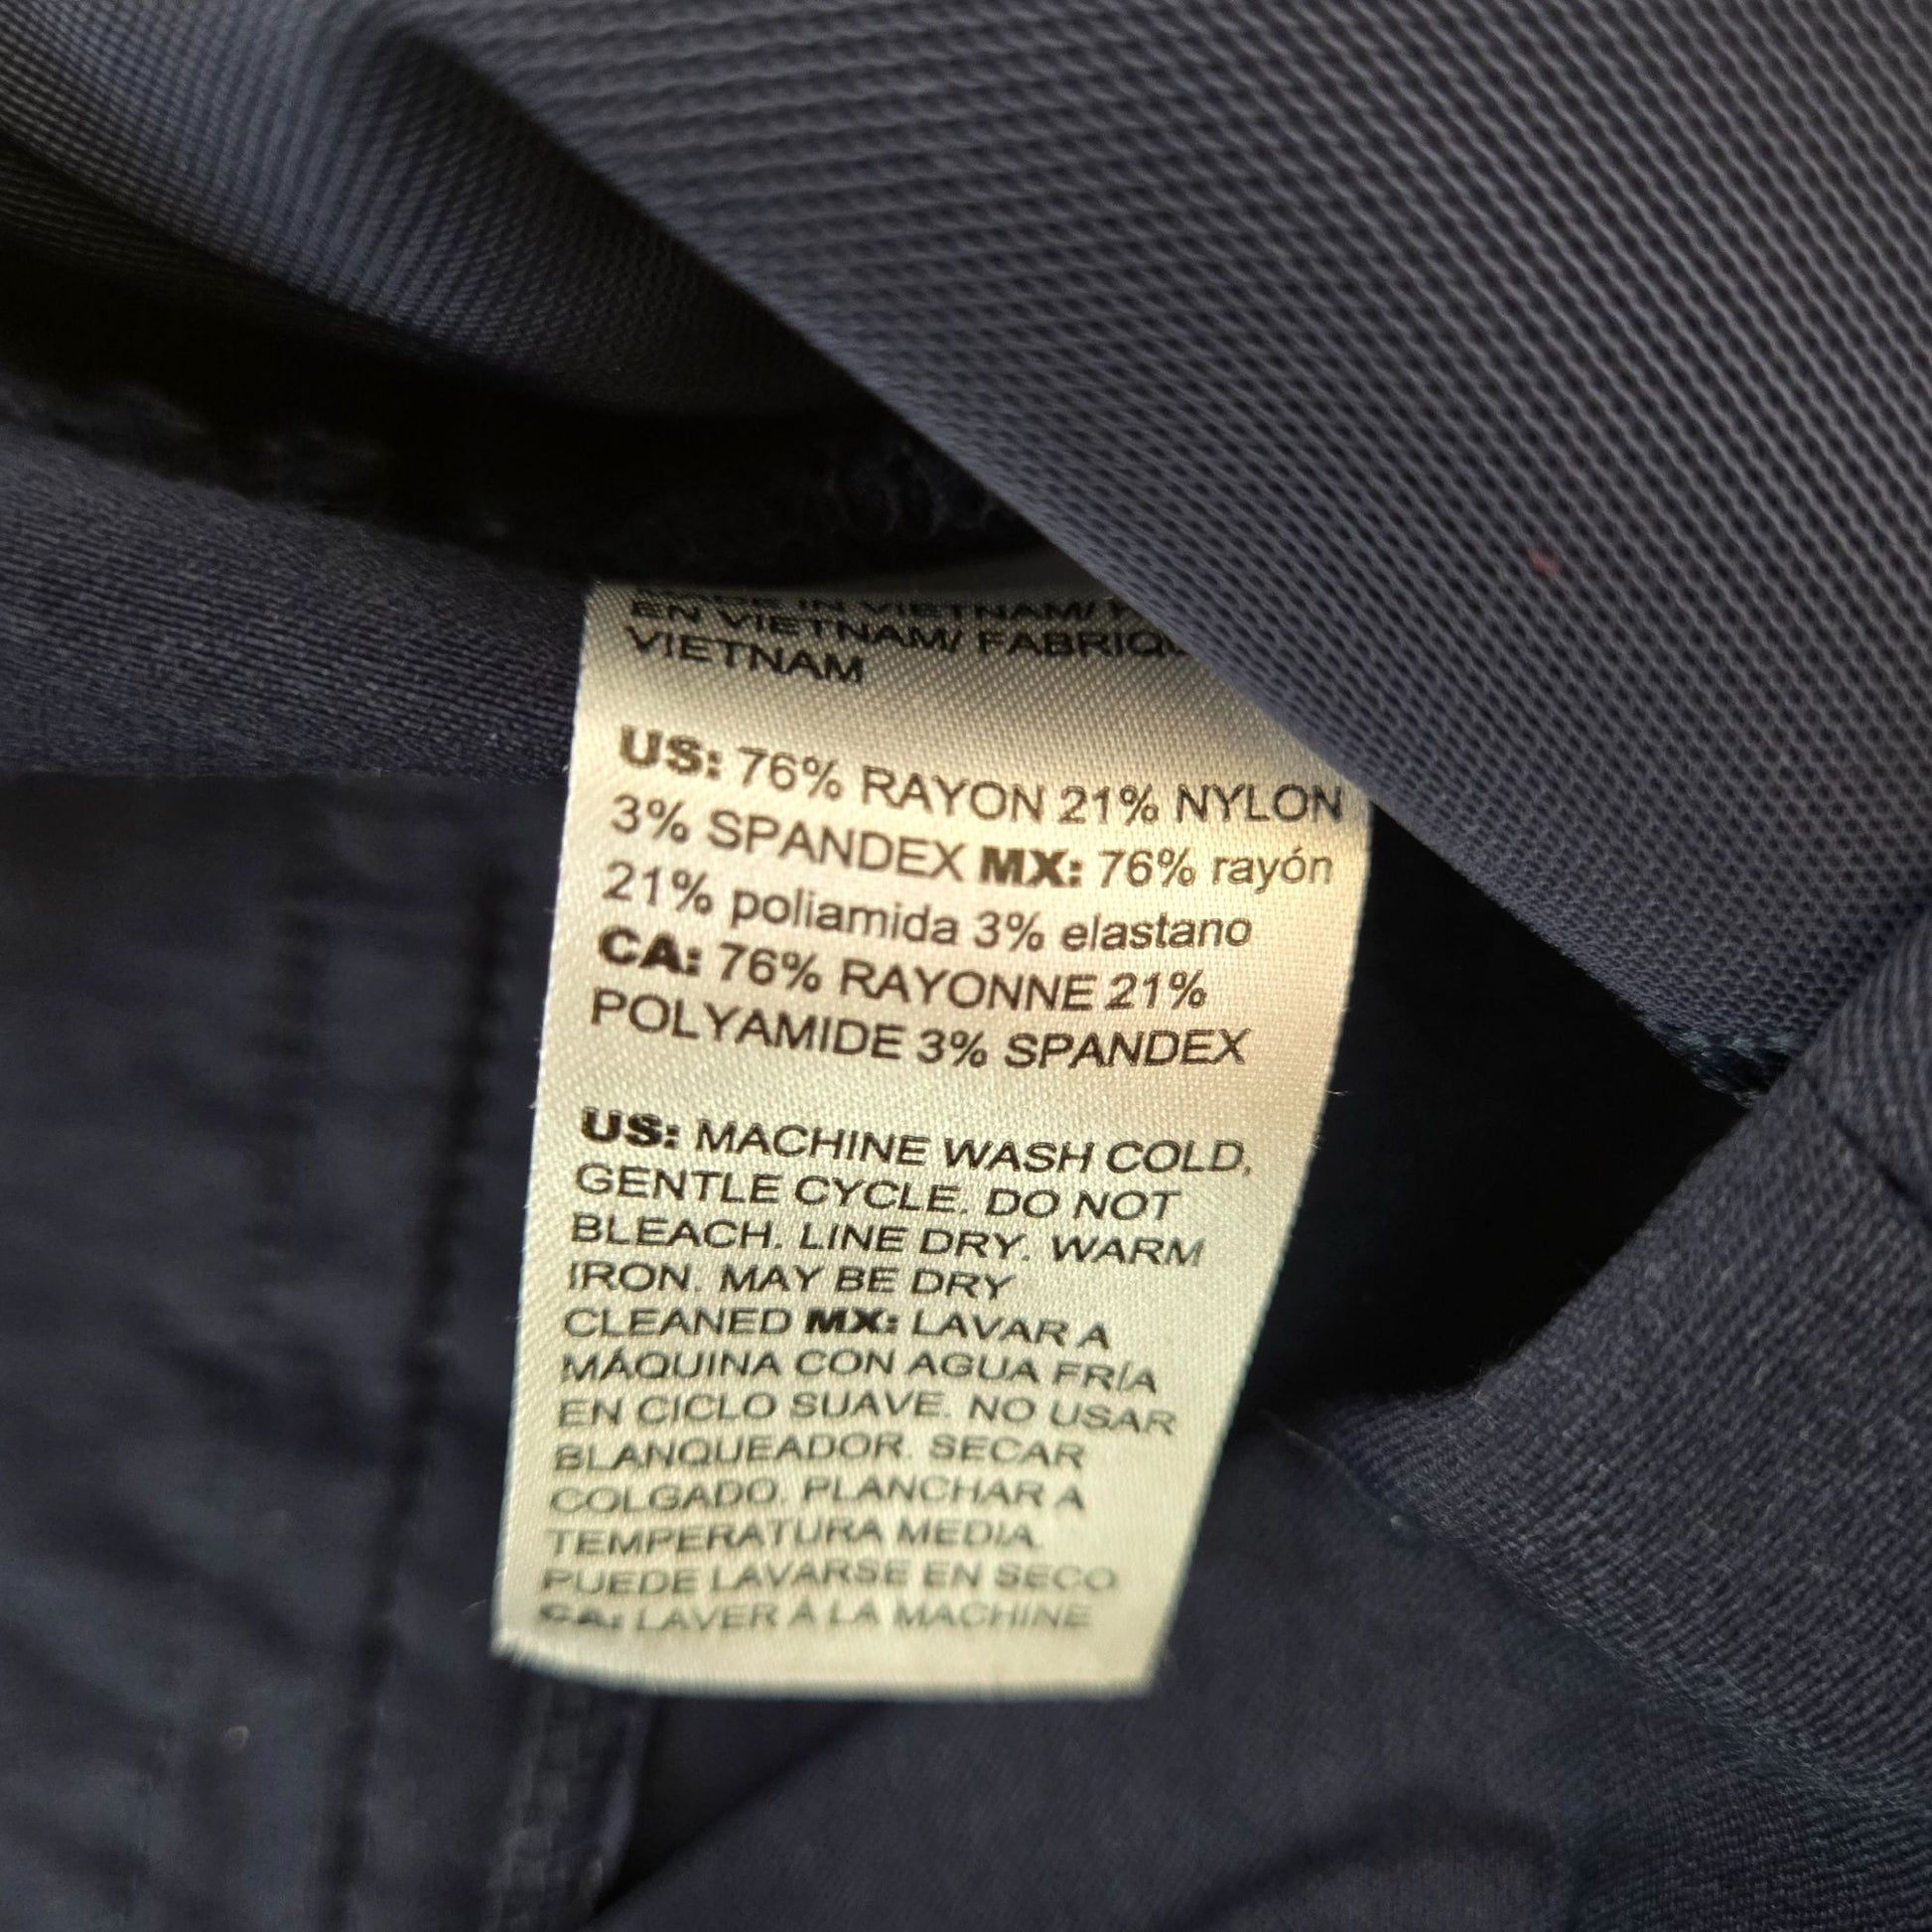 MADE IN VIETNAM/
EN VIETNAM/
VIETNAM
US: 76% RAYON 21% NYLON
3% SPANDEX MX: 76% rayón
21% poliamida 3% elastano
CA: 76% RAYONNE 21%
POLYAMIDE 3% SPANDEX
US: MACHINE WASH COLD,
GENTLE CYCLE. DO NOT
BLEACH. LINE DRY. WARM
IRON. MAY BE DRY
CLEANED MX: LAVAR A
MÁQUINA CON AGUA FRÍA
EN CICLO SUAVE. NO USAR
BLANQUEADOR. SECAR
COLGADO. PLANCHAR A
TEMPERATURA MEDIA.
PUEDE LAVARSE EN SECO
CA: LAVER À LA MACHINE